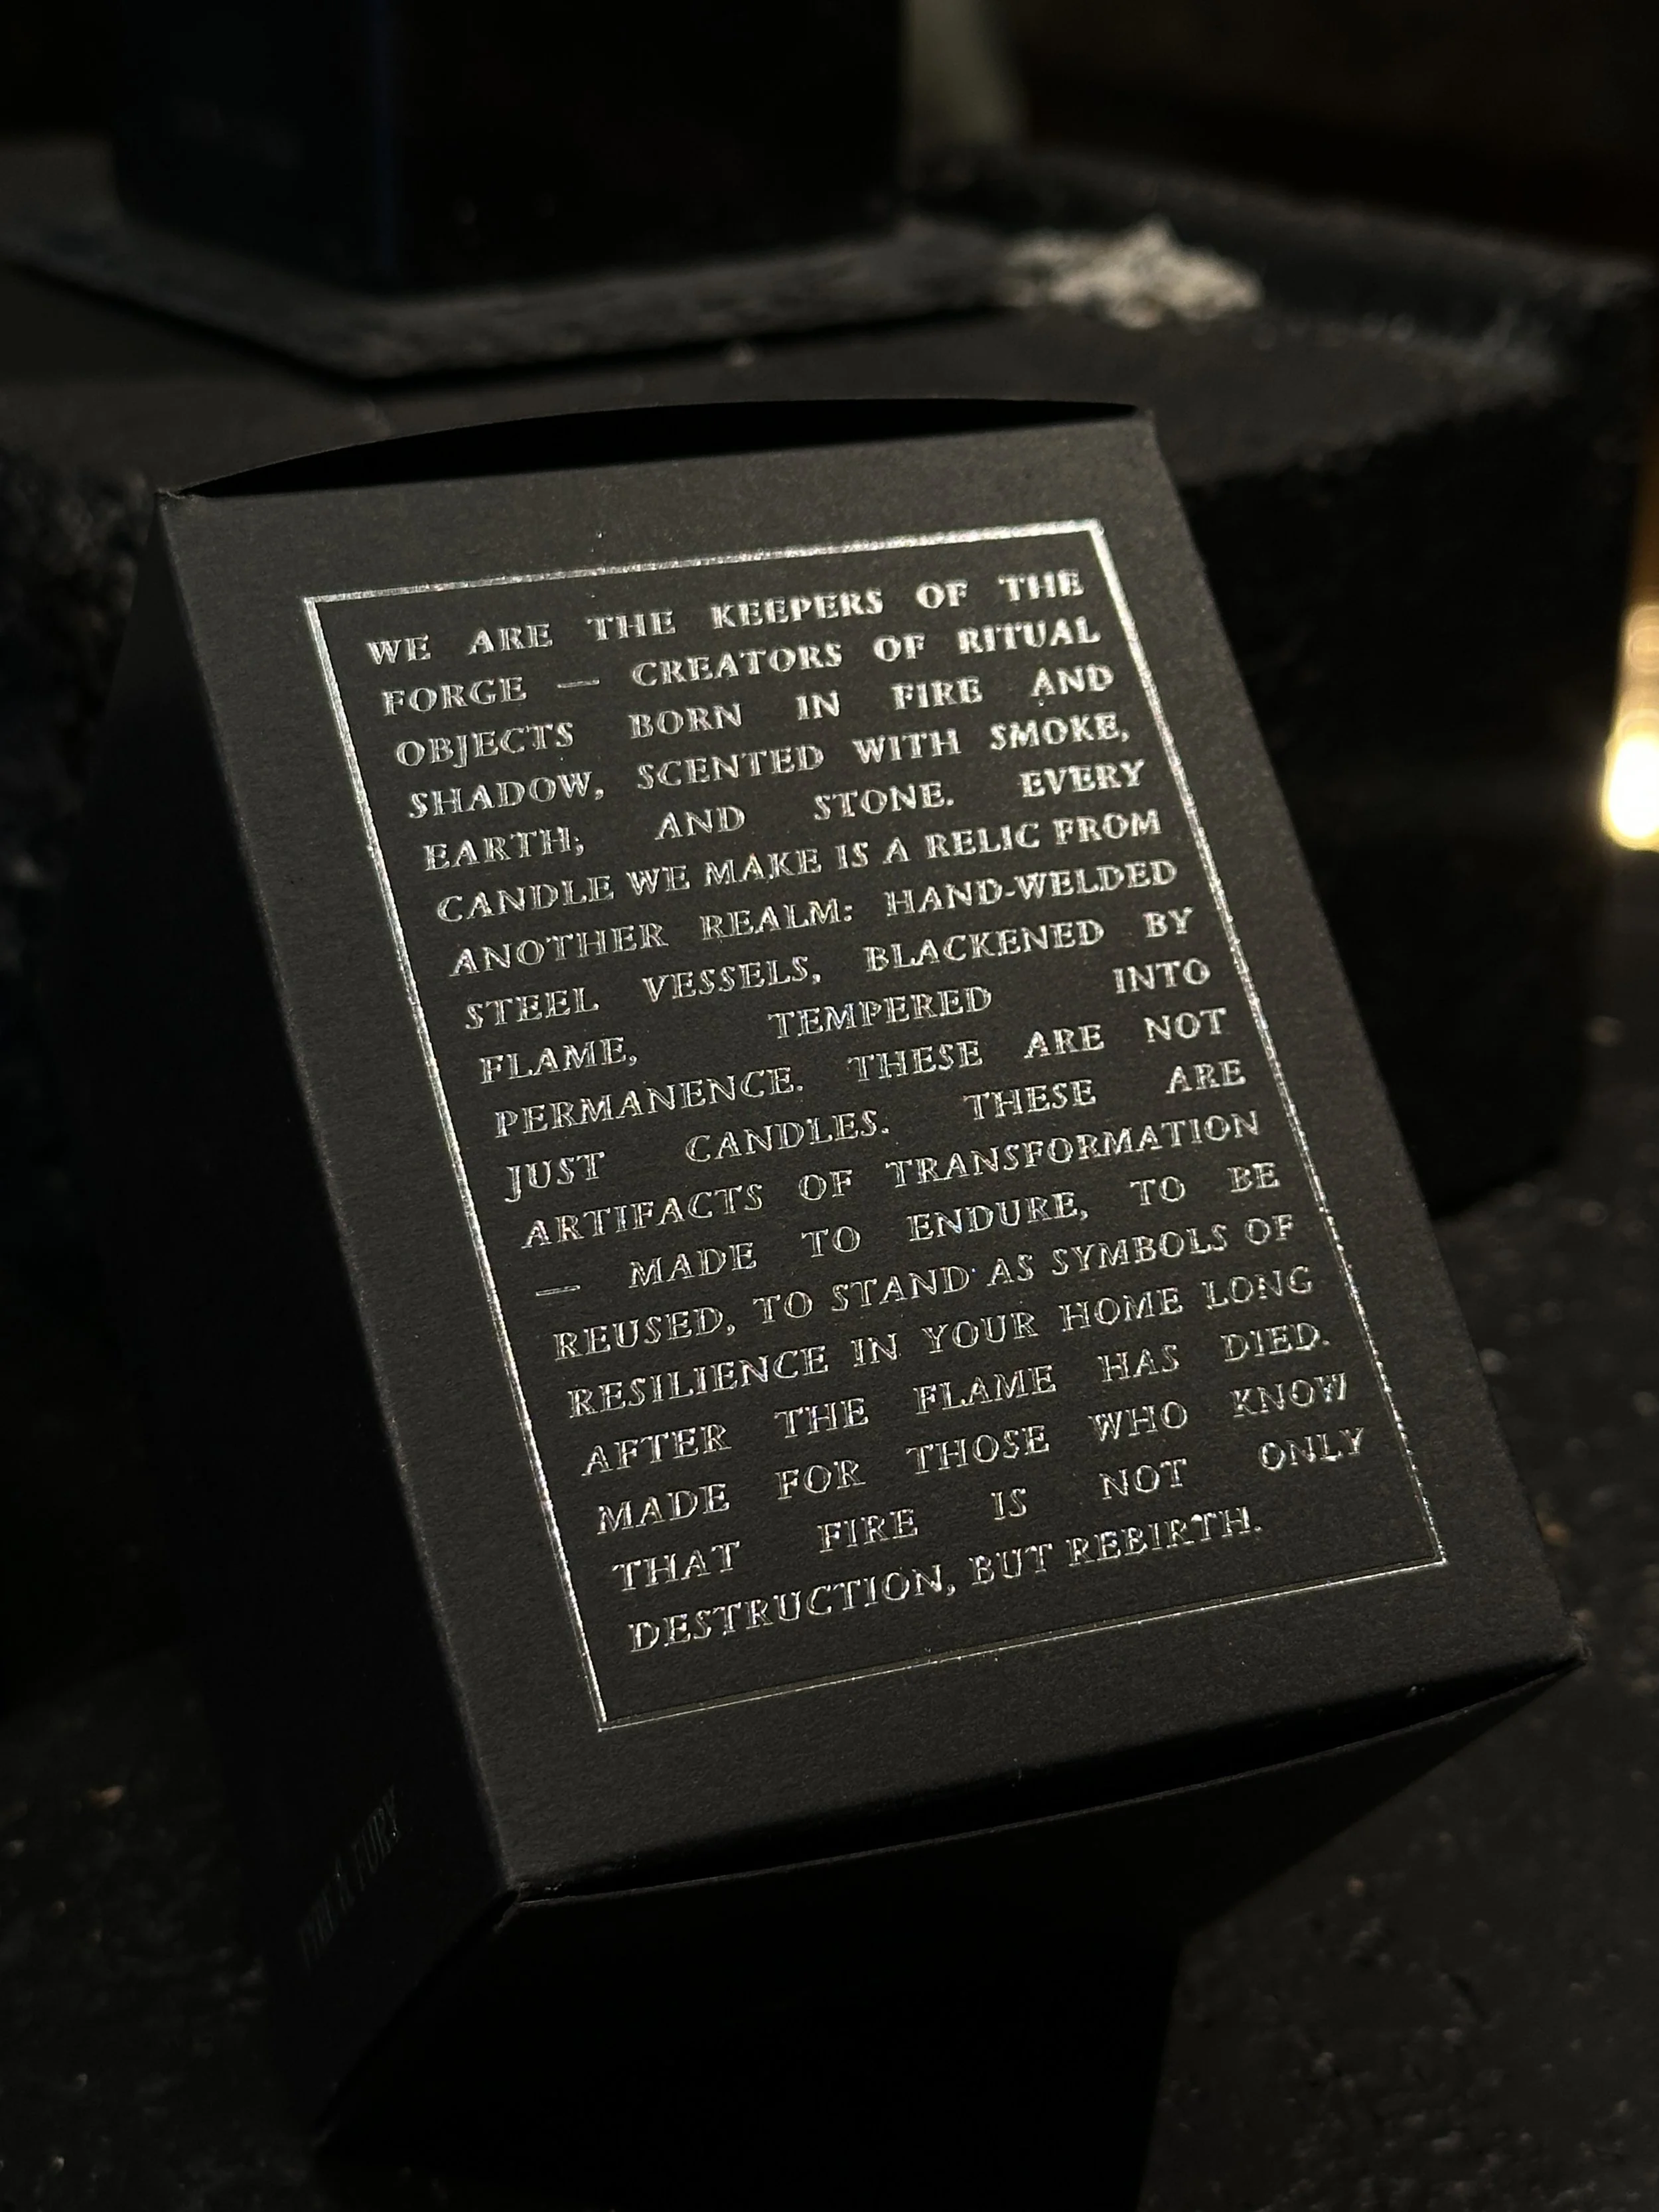 WE ARE THE KEEPERS OF THE
FORGE — CREATORS OF RITUAL
OBJECTS BORN IN FIRE AND
SHADOW, SCENTED WITH SMOKE,
EARTH, AND STONE. EVERY
CANDLE WE MAKE IS A RELIC FROM
ANOTHER REALM: HAND-WELDED
STEEL VESSELS, BLACKENED BY
FLAME, TEMPERED INTO
PERMANENCE. THESE ARE NOT
JUST CANDLES. THESE ARE
ARTIFACTS OF TRANSFORMATION
— MADE TO ENDURE, TO BE
REUSED, TO STAND AS SYMBOLS OF
RESILIENCE IN YOUR HOME LONG
AFTER THE FLAME HAS DIED.
MADE FOR THOSE WHO KNOW
THAT FIRE IS NOT ONLY
DESTRUCTION, BUT REBIRTH.
FURY